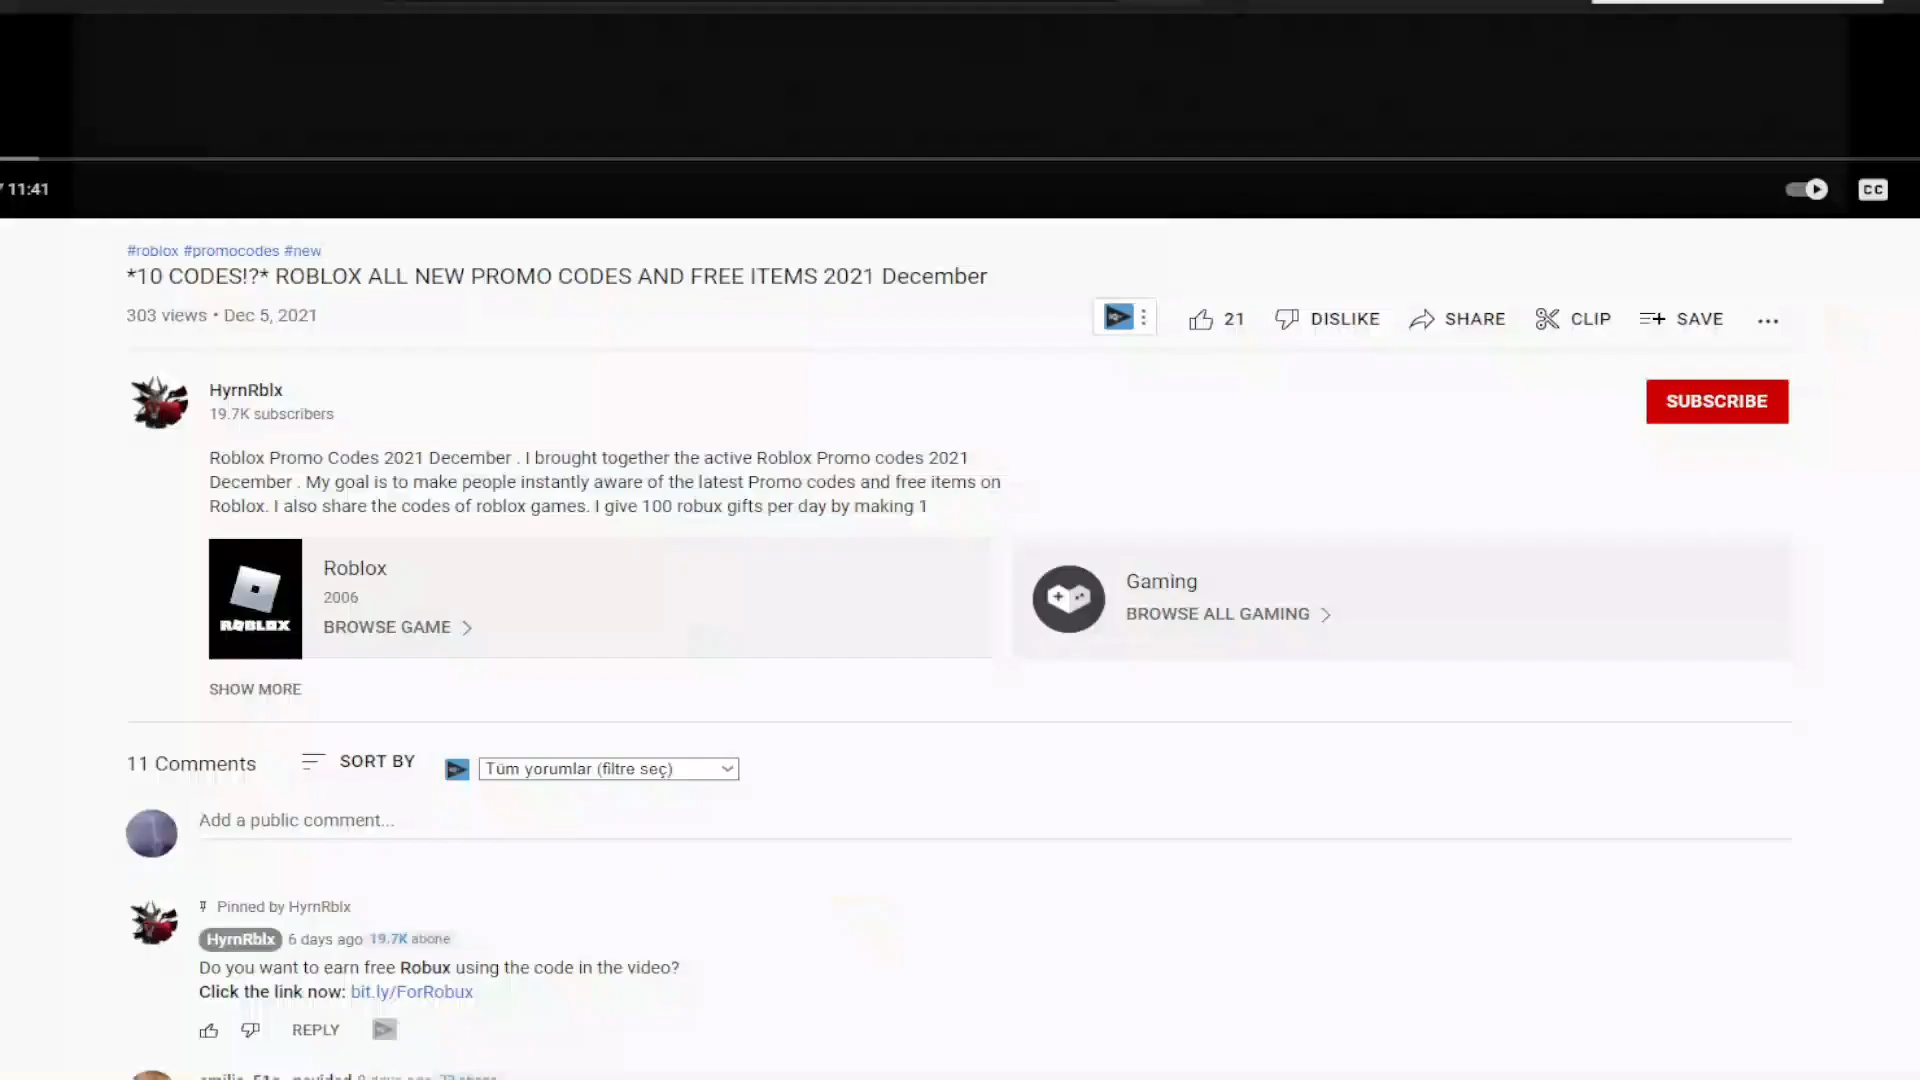 / 11:41
CC
#roblox #promocodes #new
*10 CODES!?* ROBLOX ALL NEW PROMO CODES AND FREE ITEMS 2021 December
303 views • Dec 5, 2021
21 DISLIKE SHARE CLIP SAVE ...
HyrnRblx
19.7K subscribers
SUBSCRIBE
Roblox Promo Codes 2021 December . I brought together the active Roblox Promo codes 2021
December . My goal is to make people instantly aware of the latest Promo codes and free items on
Roblox. I also share the codes of roblox games. I give 100 robux gifts per day by making 1
ROBLOX
Roblox
2006
BROWSE GAME
Gaming
BROWSE ALL GAMING
SHOW MORE
11 Comments SORT BY Tüm yorumlar (filtre seç)
Add a public comment...
Pinned by HyrnRblx
HyrnRblx 6 days ago 19.7K abone
Do you want to earn free Robux using the code in the video?
Click the link now: bit.ly/ForRobux
REPLY